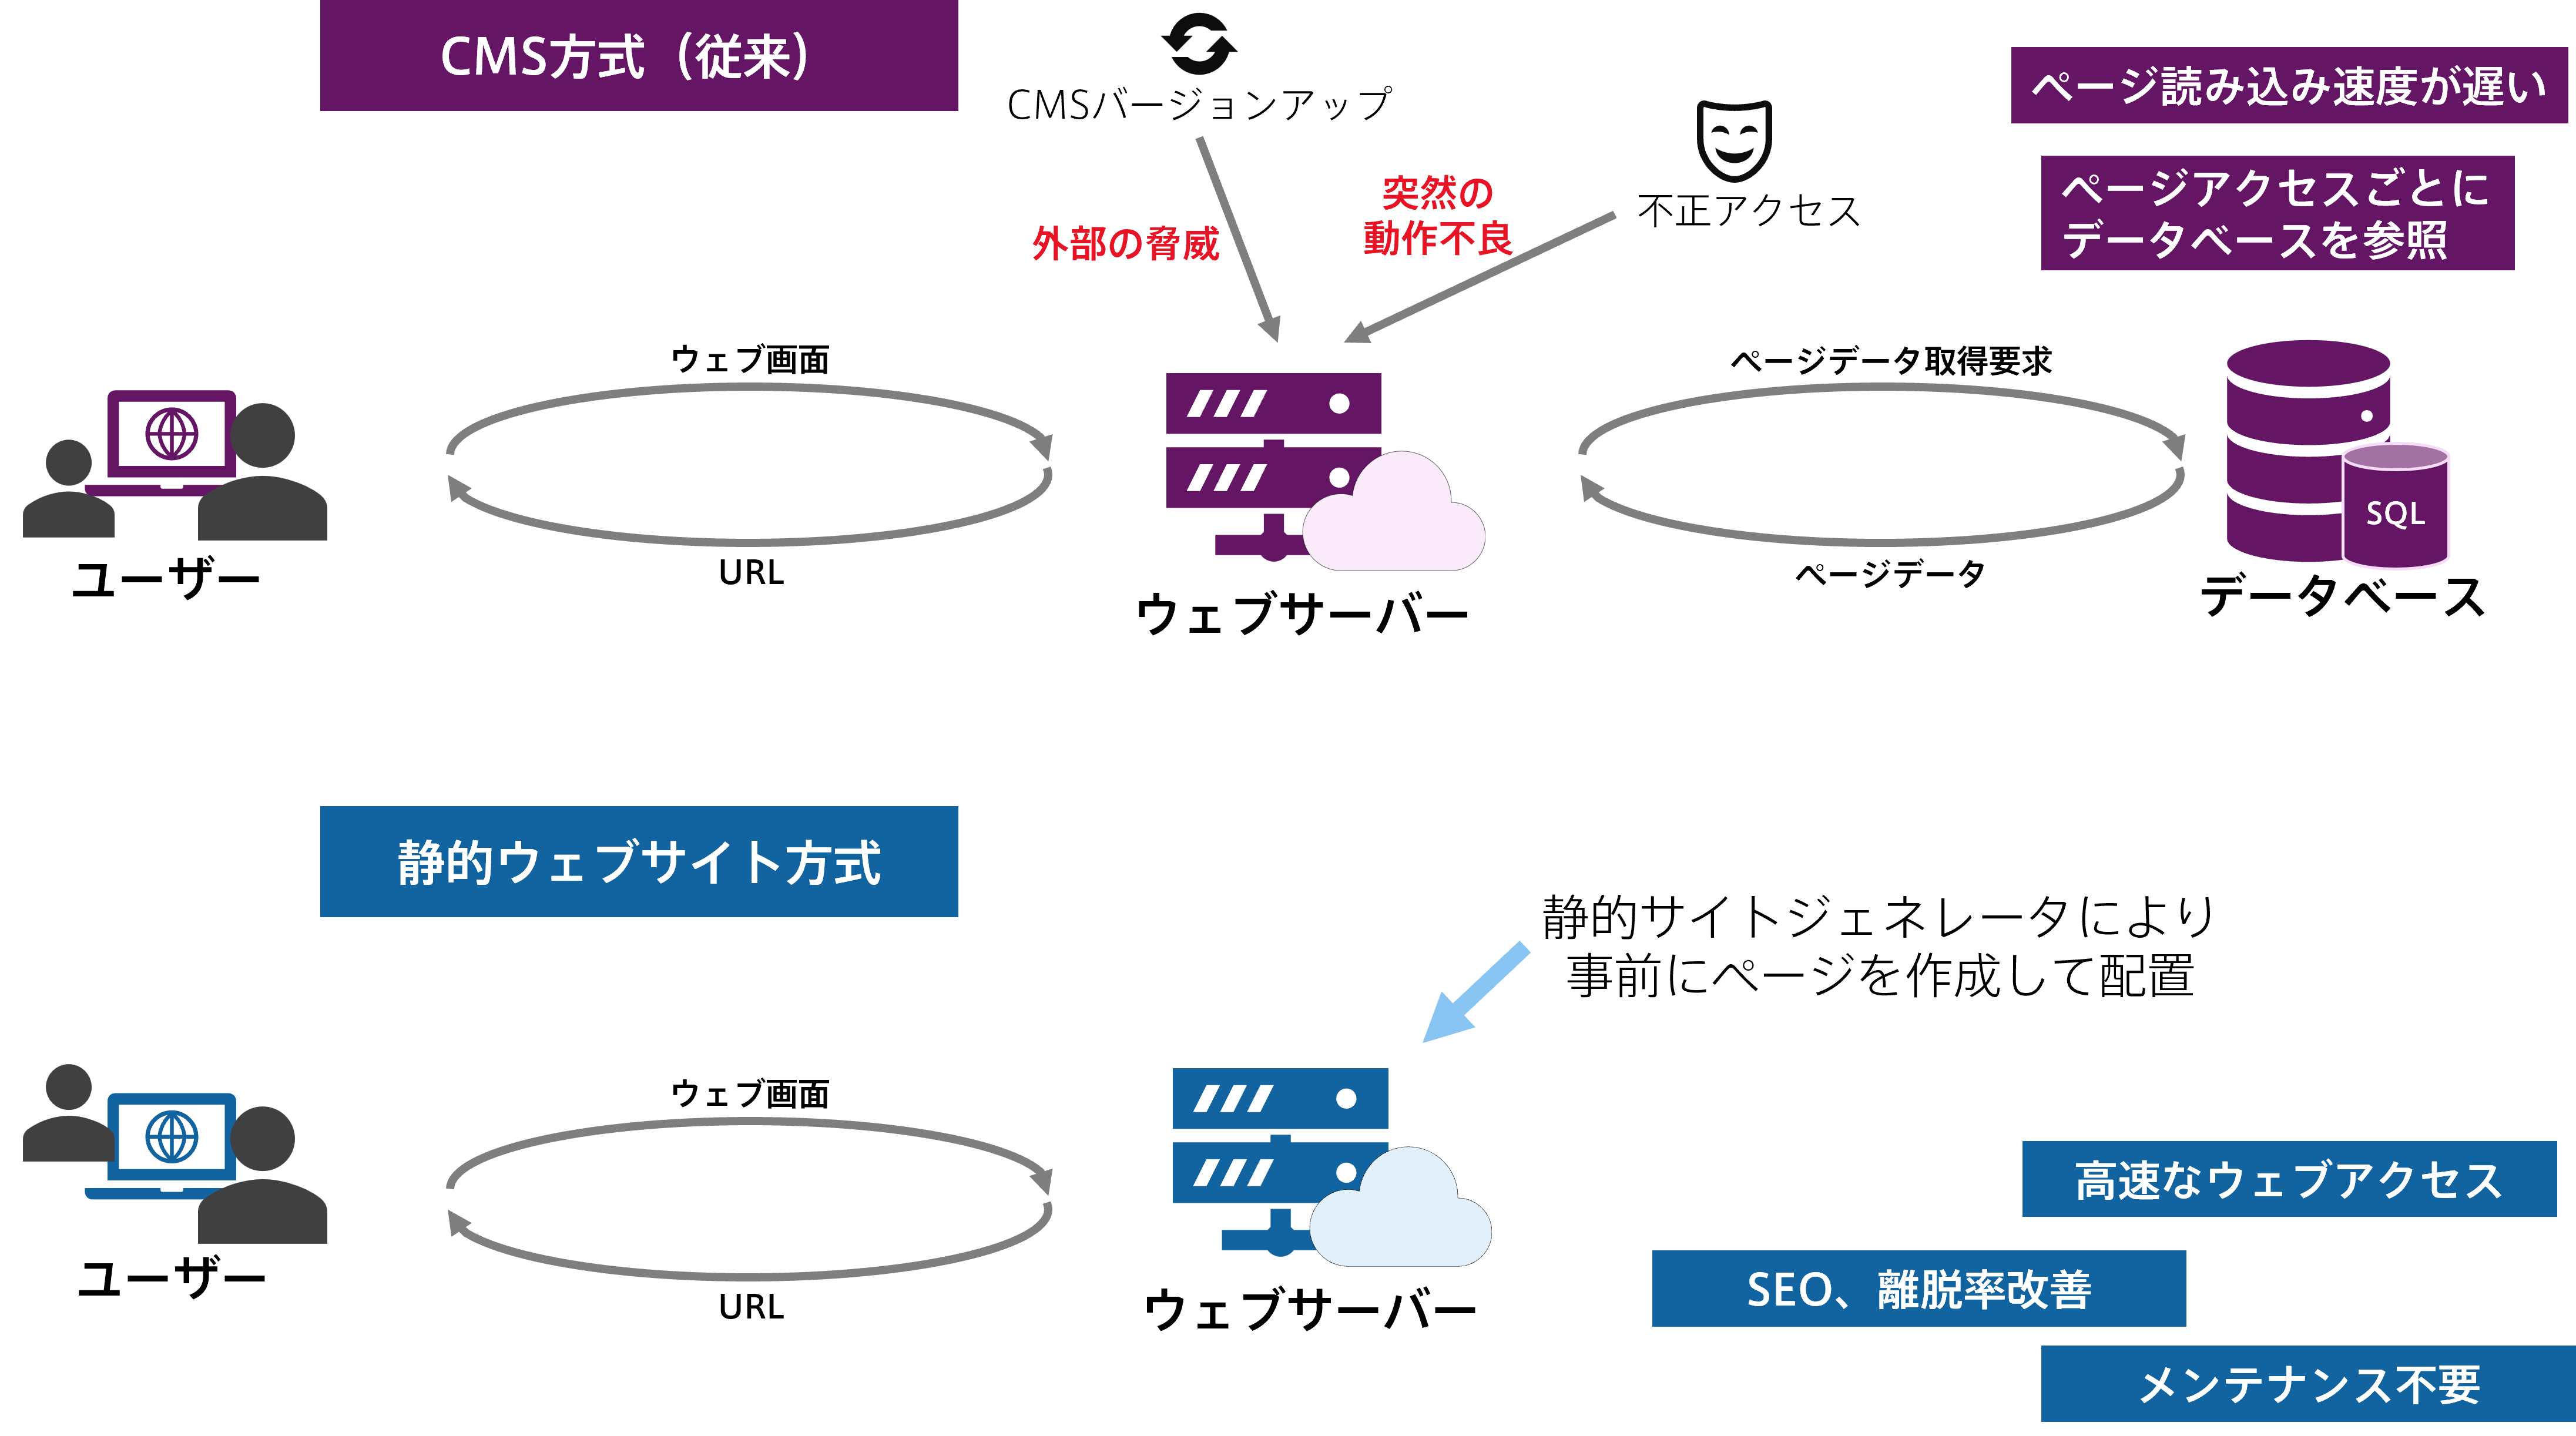 CMS方式（従来）
CMSバージョンアップ
不正アクセス
外部の脅威
突然の
動作不良
ページ読み込み速度が遅い
ページアクセスごとに
データベースを参照
ウェブ画面
URL
ユーザー
ウェブサーバー
ページデータ取得要求
ページデータ
SQL
データベース
静的ウェブサイト方式
静的サイトジェネレータにより
事前にページを作成して配置
ウェブ画面
URL
ユーザー
ウェブサーバー
高速なウェブアクセス
SEO、離脱率改善
メンテナンス不要